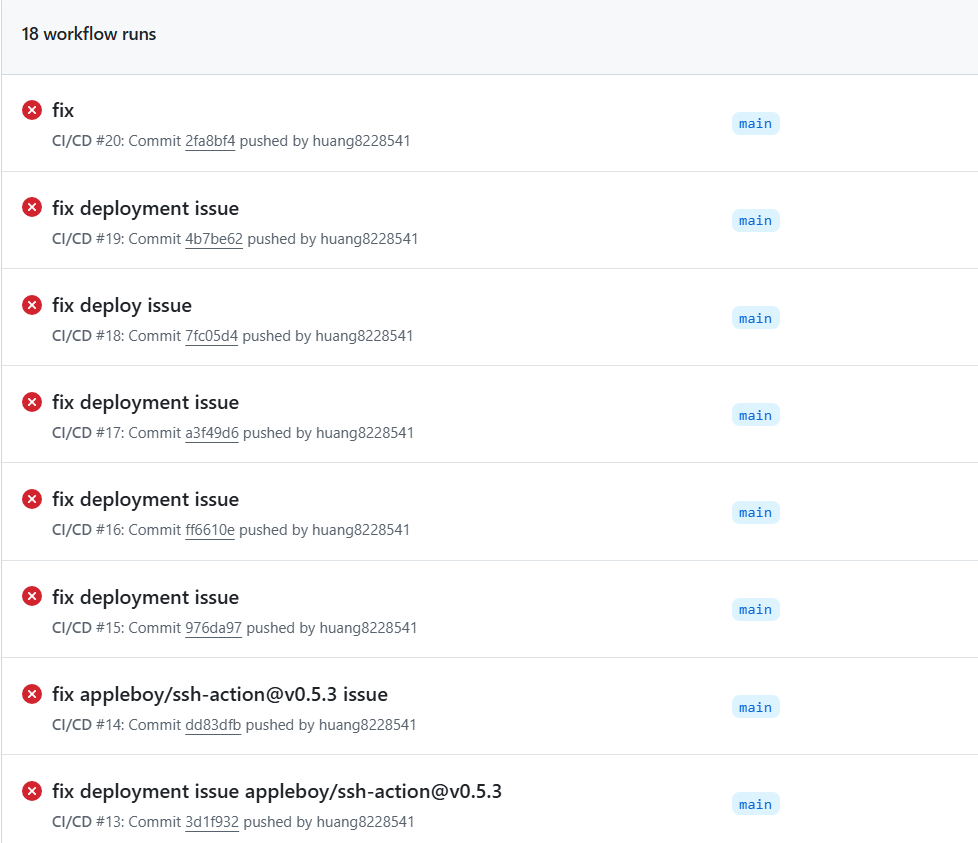 18 workflow runs
fix
CI/CD #20: Commit 2fa8bf4 pushed by huang8228541
main
fix deployment issue
CI/CD #19: Commit 4b7be62 pushed by huang8228541
main
fix deploy issue
CI/CD #18: Commit 7fc05d4 pushed by huang8228541
main
fix deployment issue
CI/CD #17: Commit a3f49d6 pushed by huang8228541
main
fix deployment issue
CI/CD #16: Commit ff6610e pushed by huang8228541
main
fix deployment issue
CI/CD #15: Commit 976da97 pushed by huang8228541
main
fix appleboy/ssh-action@v0.5.3 issue
CI/CD #14: Commit dd83dfb pushed by huang8228541
main
fix deployment issue appleboy/ssh-action@v0.5.3
CI/CD #13: Commit 3d1f932 pushed by huang8228541
main